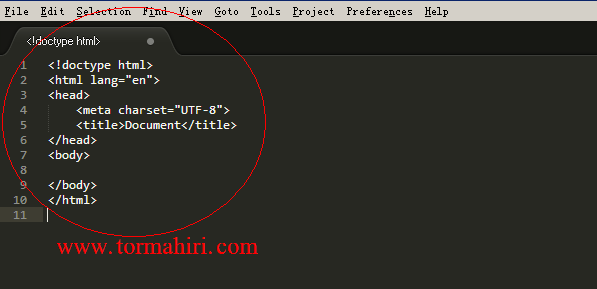 File Edit Selection Find View Goto Tools Project Preferences Help
<!doctype html>
1 <!doctype html>
2 <html lang="en">
3 <head>
4 <meta charset="UTF-8">
5 <title>Document</title>
6 </head>
7 <body>
8
9 </body>
10 </html>
11
www.tormahiri.com